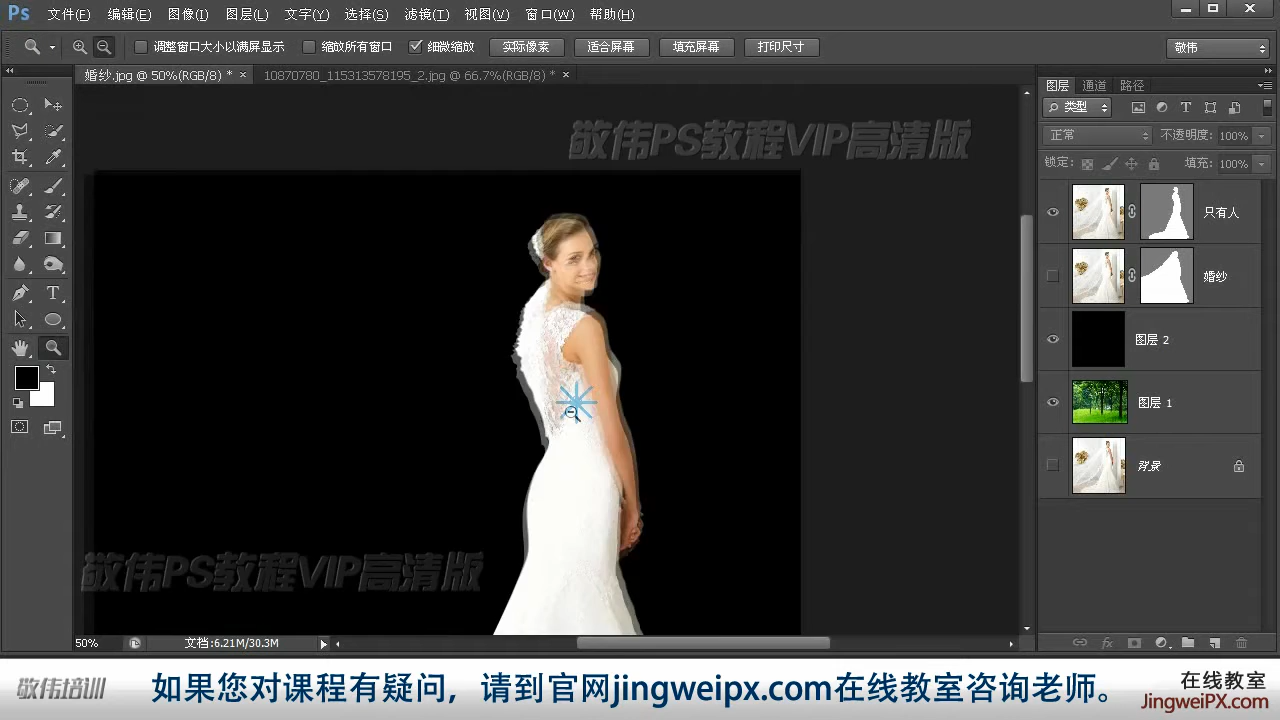 Ps 文件(F) 编辑(E) 图像(I) 图层(L) 文字(Y) 选择(S) 滤镜(T) 视图(V) 窗口(W) 帮助(H)
调整窗口大小以满屏显示 缩放所有窗口 细微缩放 实际像素 适合屏幕 填充屏幕 打印尺寸 敬伟
婚纱.jpg @ 50%(RGB/8) * × 10870780_115313578195_2.jpg @ 66.7%(RGB/8) * ×
图层 通道 路径
类型
正常 不透明度: 100%
锁定: 填充: 100%
敬伟PS教程VIP高清版
只有人
婚纱
图层 2
图层 1
背景
敬伟PS教程VIP高清版
50% 文档:6.21M/30.3M
敬伟培训
如果您对课程有疑问，请到官网jingweipx.com在线教室咨询老师。
在线教室
JingweiPX.com